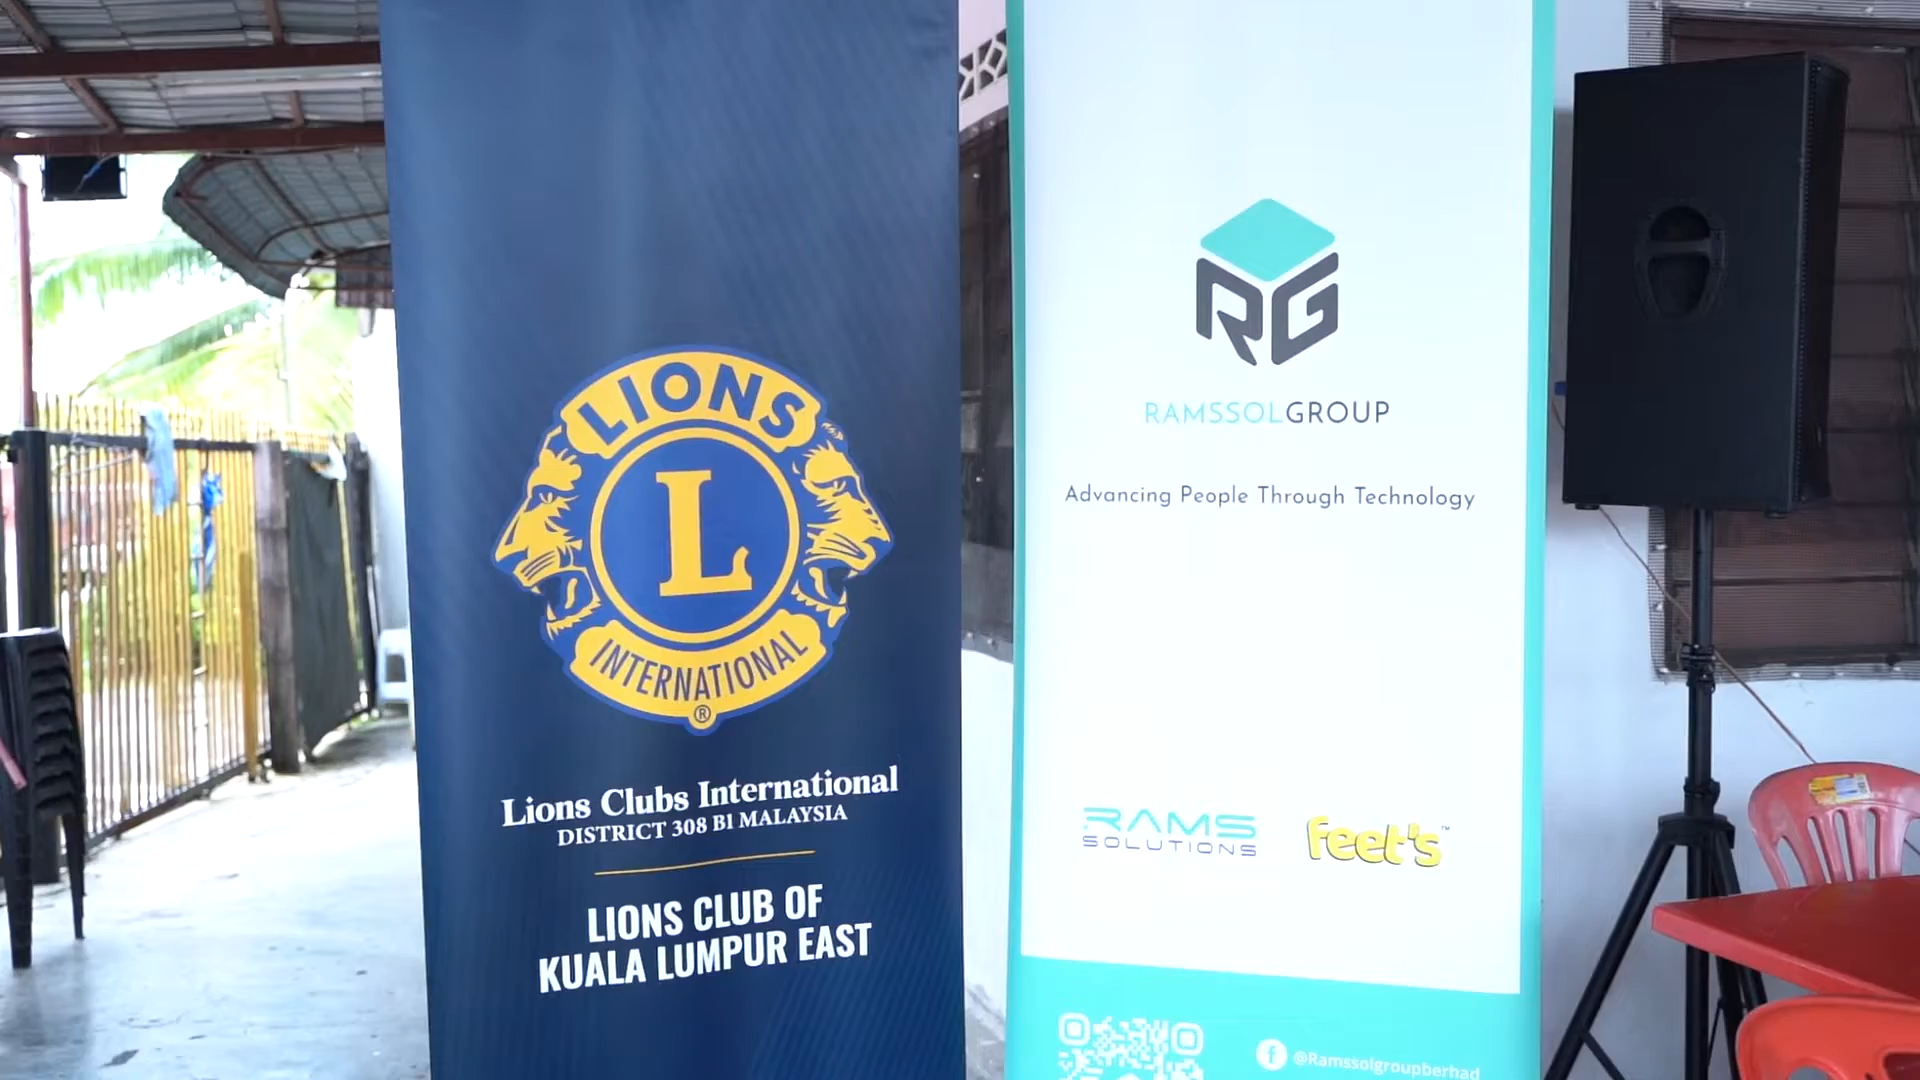 LIONS
L
INTERNATIONAL
®
Lions Clubs International
DISTRICT 308 B1 MALAYSIA
LIONS CLUB OF
KUALA LUMPUR EAST
RG
RAMSSOLGROUP
Advancing People Through Technology
RAMS
SOLUTIONS
feet's™
f @Ramssolgroupberhad